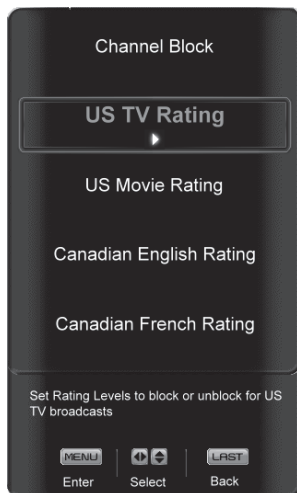 Channel Block
US TV Rating
US Movie Rating
Canadian English Rating
Canadian French Rating
Set Rating Levels to block or unblock for US
TV broadcasts
MENU LAST
Enter Select Back